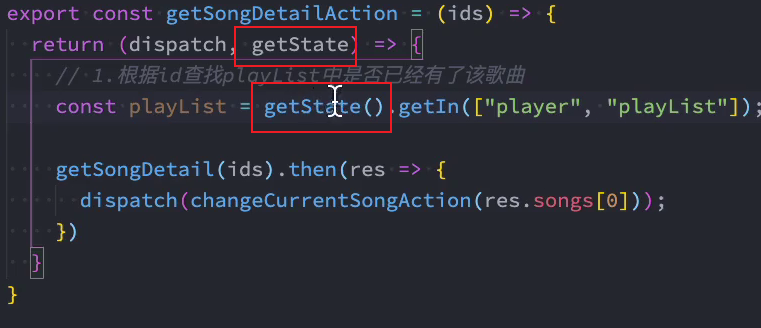 export const getSongDetailAction = (ids) => {
return (dispatch, getState) => {
// 1.根据id查找playList中是否已经有了该歌曲
const playList = getState().getIn(["player", "playList"]);
getSongDetail(ids).then(res => {
dispatch(changeCurrentSongAction(res.songs[0]));
})
}
}